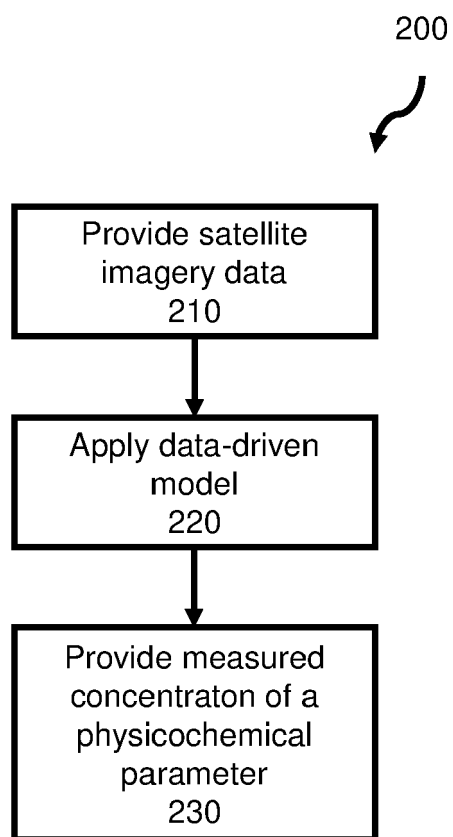 200
Provide satellite
imagery data
210
Apply data-driven
model
220
Provide measured
concentraton of a
physicochemical
parameter
230